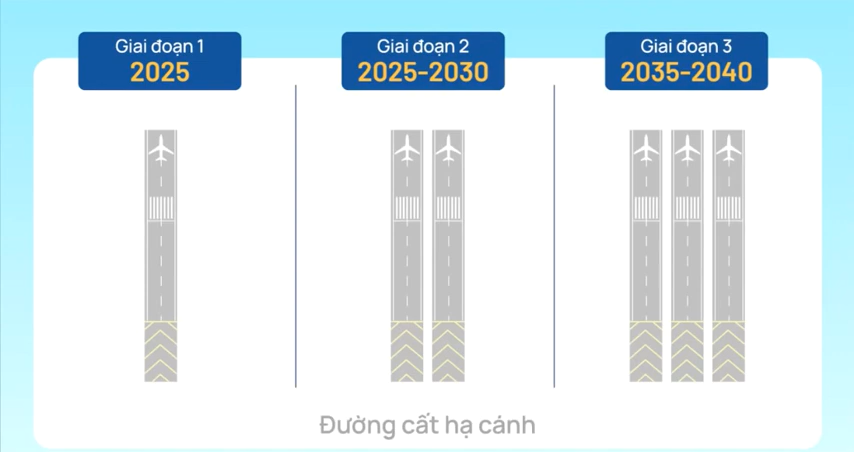 Giai đoạn 1
2025
Giai đoạn 2
2025-2030
Giai đoạn 3
2035-2040
Đường cất hạ cánh